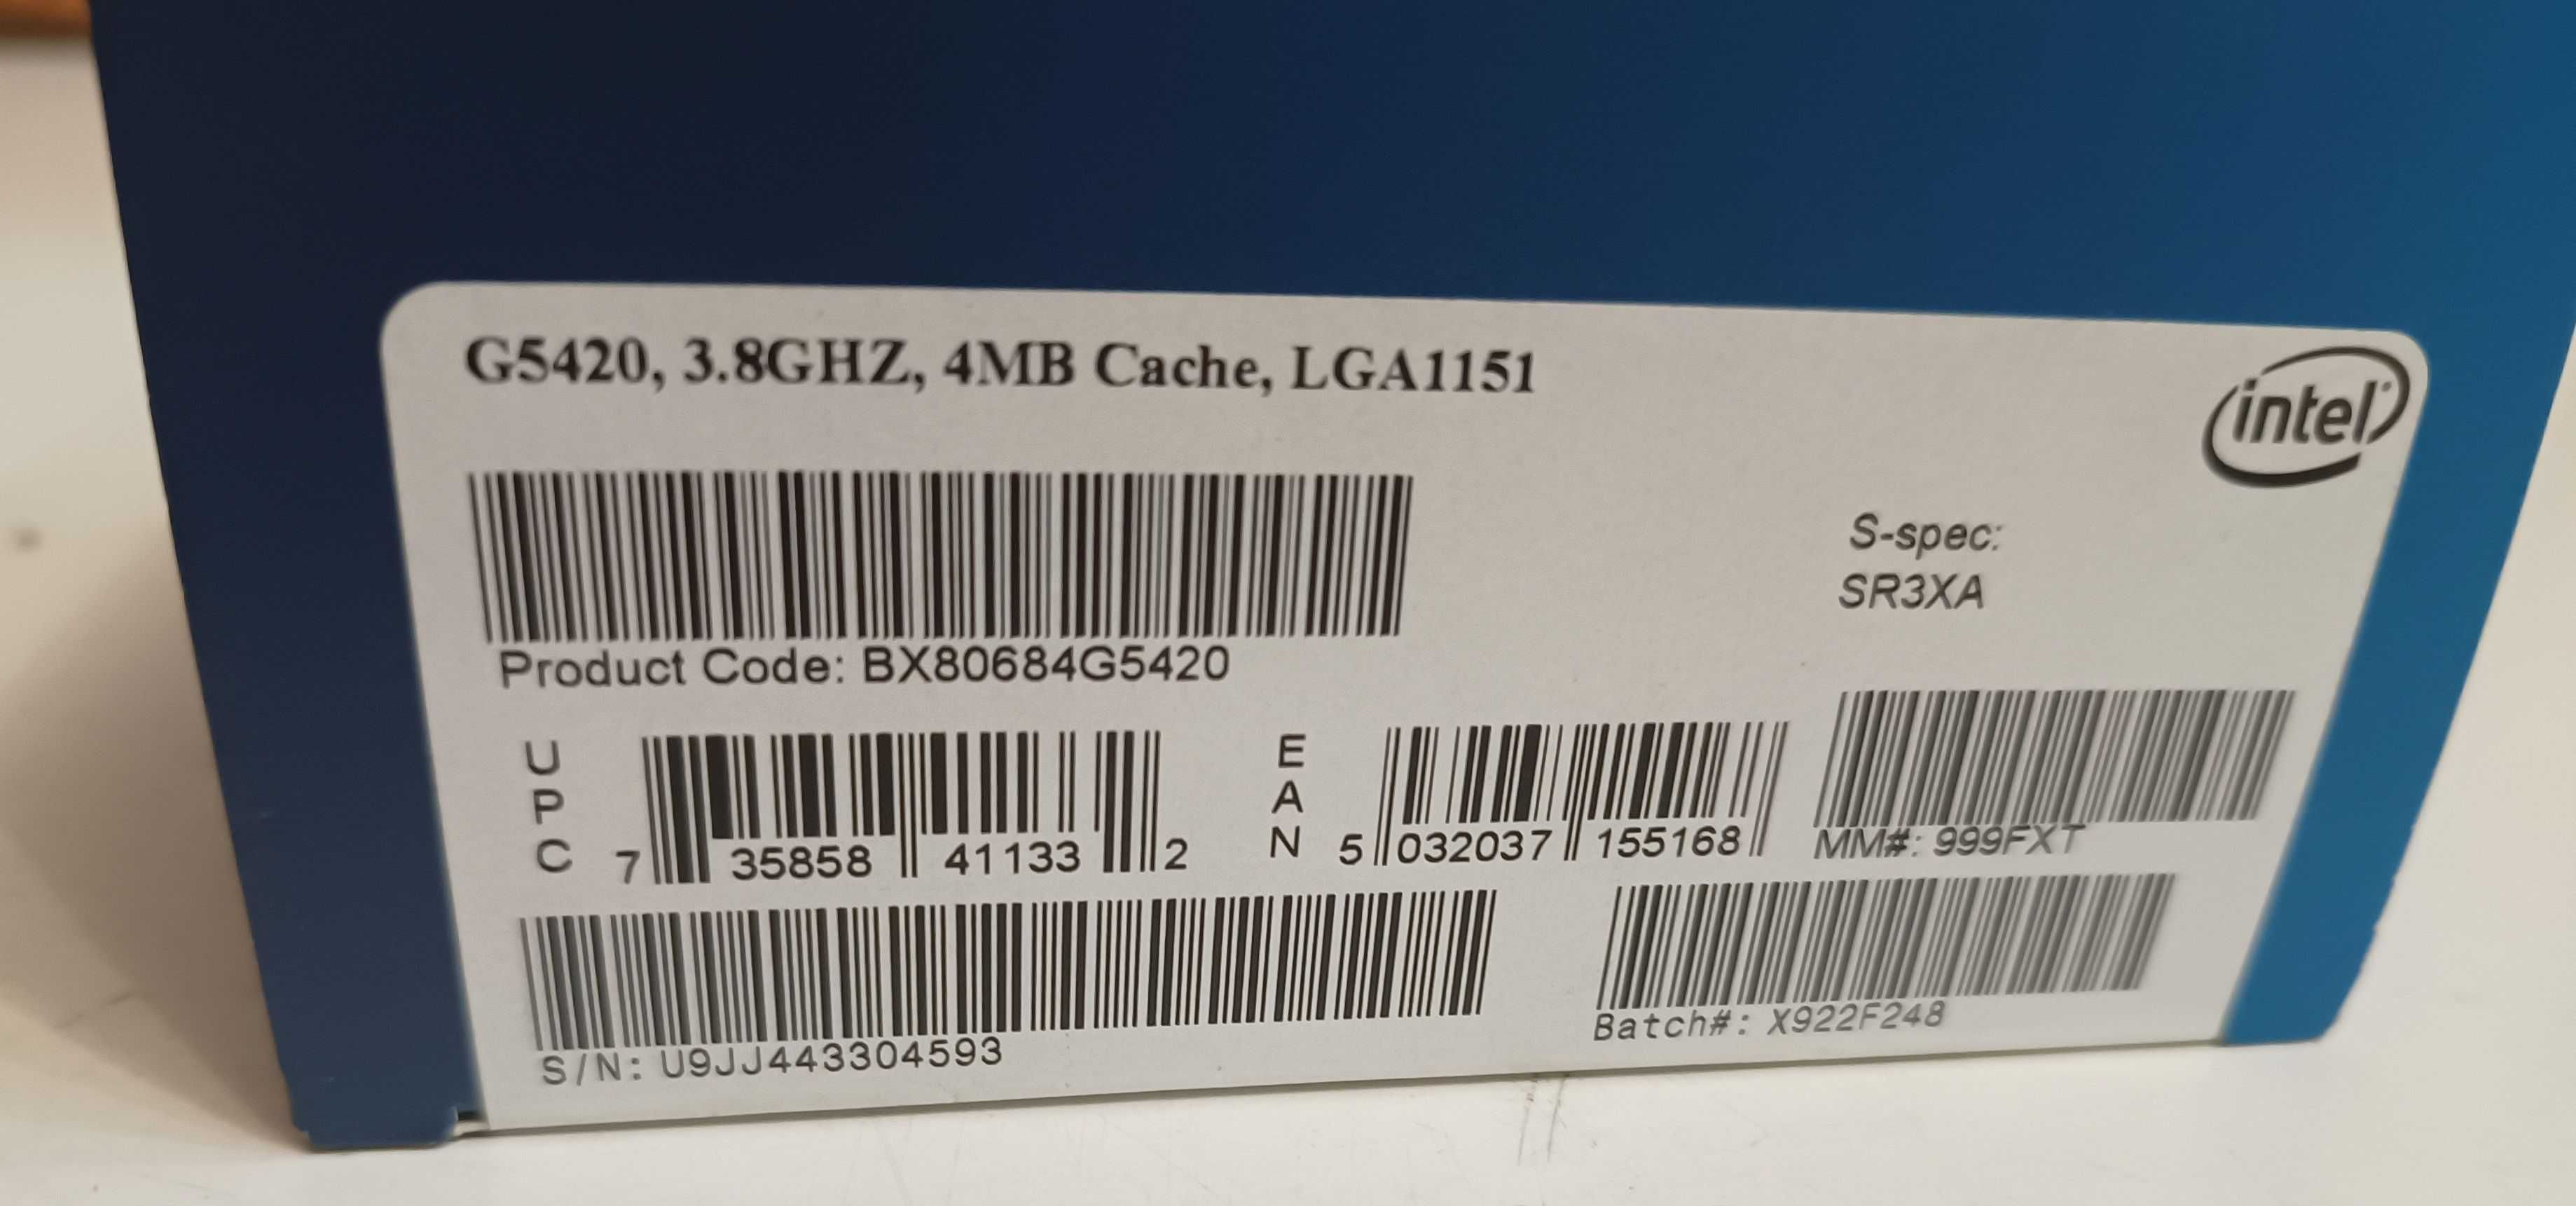 G5420, 3.8GHZ, 4MB Cache, LGA1151
intel
S-spec:
SR3XA
Product Code: BX80684G5420
UPC
7 35858 41133 2
EAN
5 032037 155168
MM#: 999FXT
S/N: U9JJ443304593
Batch#: X922F248